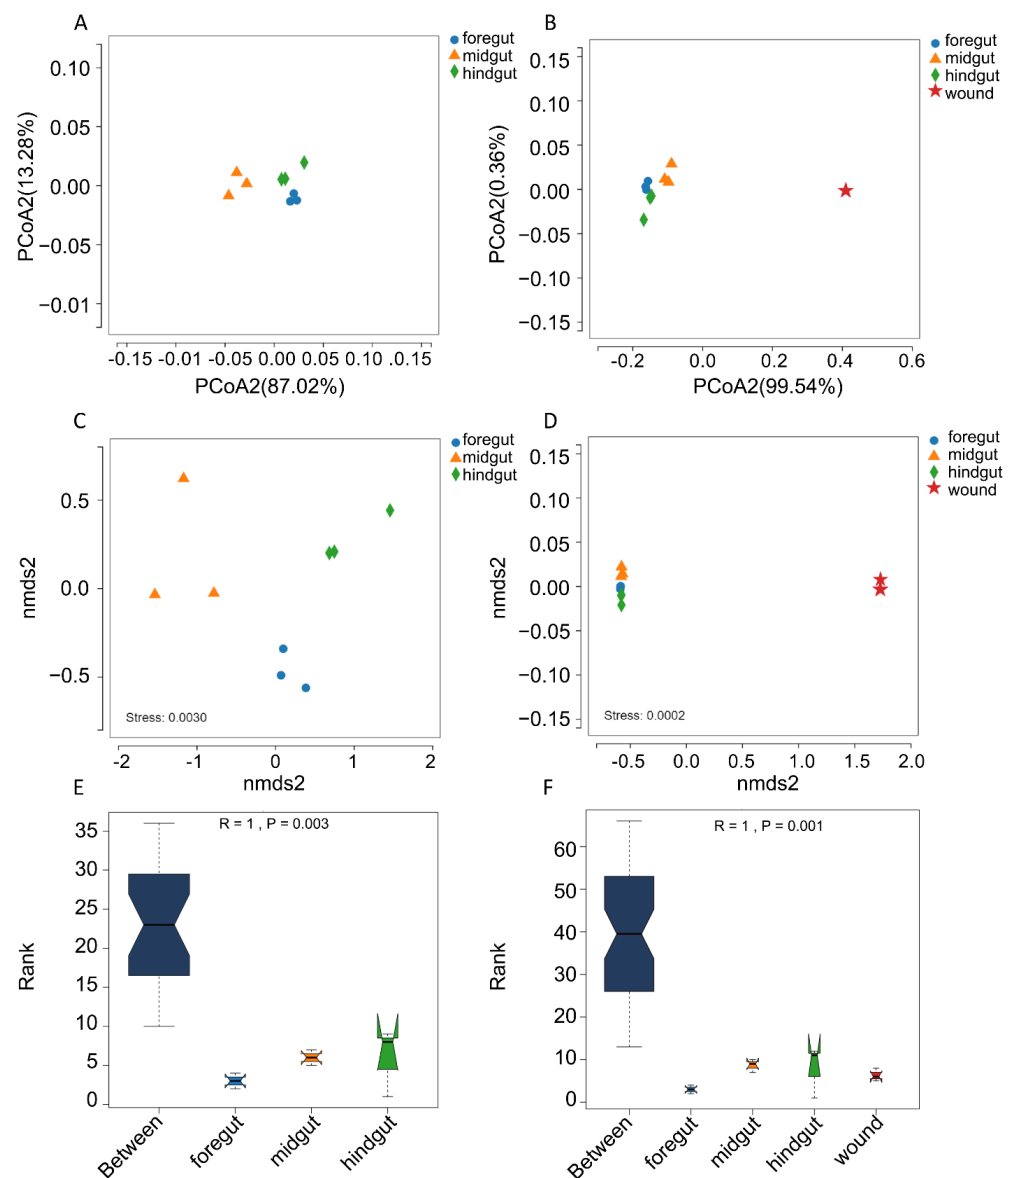 A
foregut
midgut
hindgut
0.10
0.05
0.00
−0.05
−0.01
PCoA2(13.28%)
-0.15 -0.01 -0.05 0.00 0.05 0.10 .15
PCoA2(87.02%)
B
foregut
midgut
hindgut
wound
0.15
0.10
0.05
0.00
−0.05
−0.10
−0.15
PCoA2(0.36%)
-0.2 0.0 0.2 0.4 0.6
PCoA2(99.54%)
C
foregut
midgut
hindgut
0.5
0.0
−0.5
nmds2
Stress: 0.0030
-2 -1 0 1 2
nmds2
D
foregut
midgut
hindgut
wound
0.15
0.10
0.05
0.00
−0.05
−0.10
−0.15
nmds2
Stress: 0.0002
-0.5 0.0 0.5 1.0 1.5 2.0
nmds2
E
R = 1 , P = 0.003
35
30
25
20
15
10
5
0
Rank
Between foregut midgut hindgut
F
R = 1 , P = 0.001
60
50
40
30
20
10
0
Rank
Between foregut midgut hindgut wound